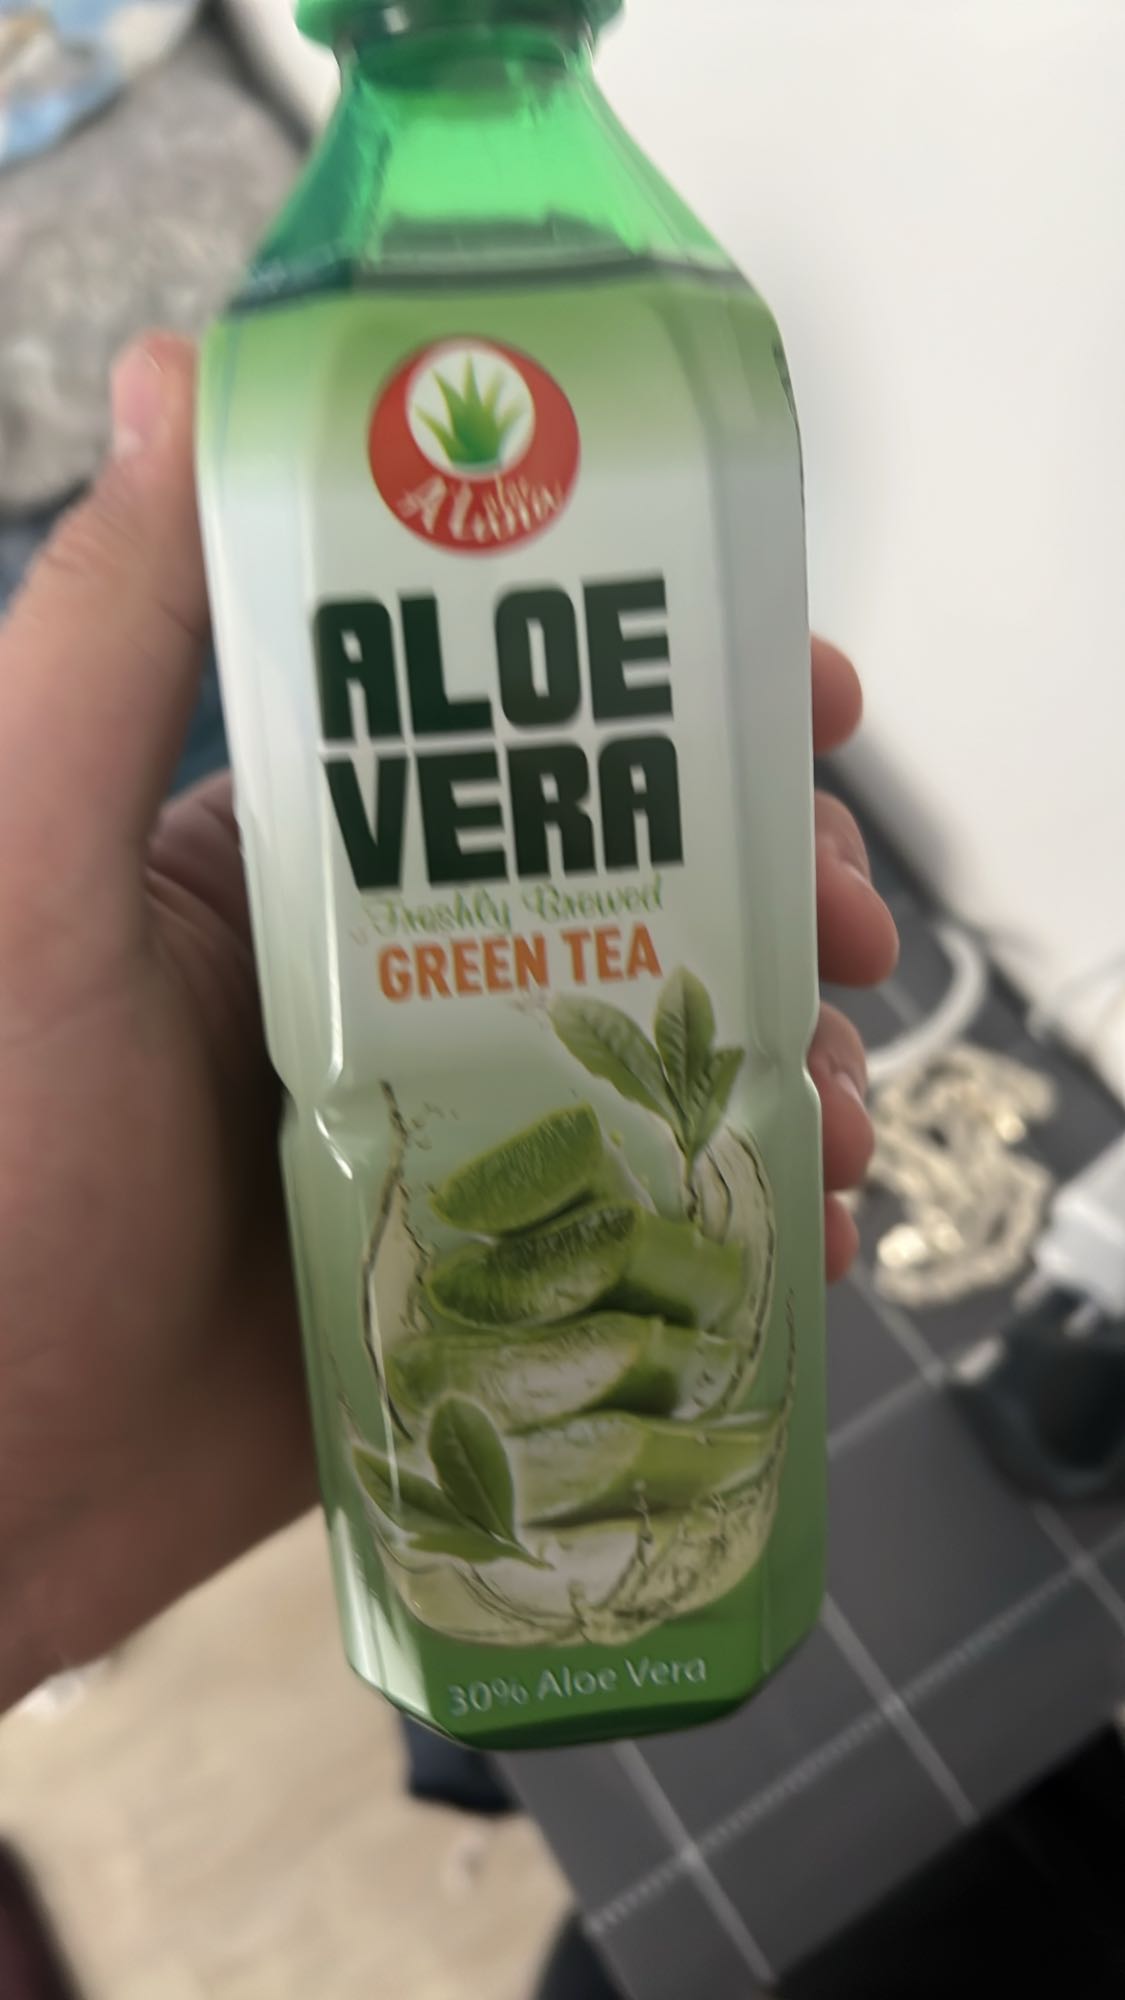 ALOE
VERA
Freshly Brewed
GREEN TEA
30% Aloe Vera